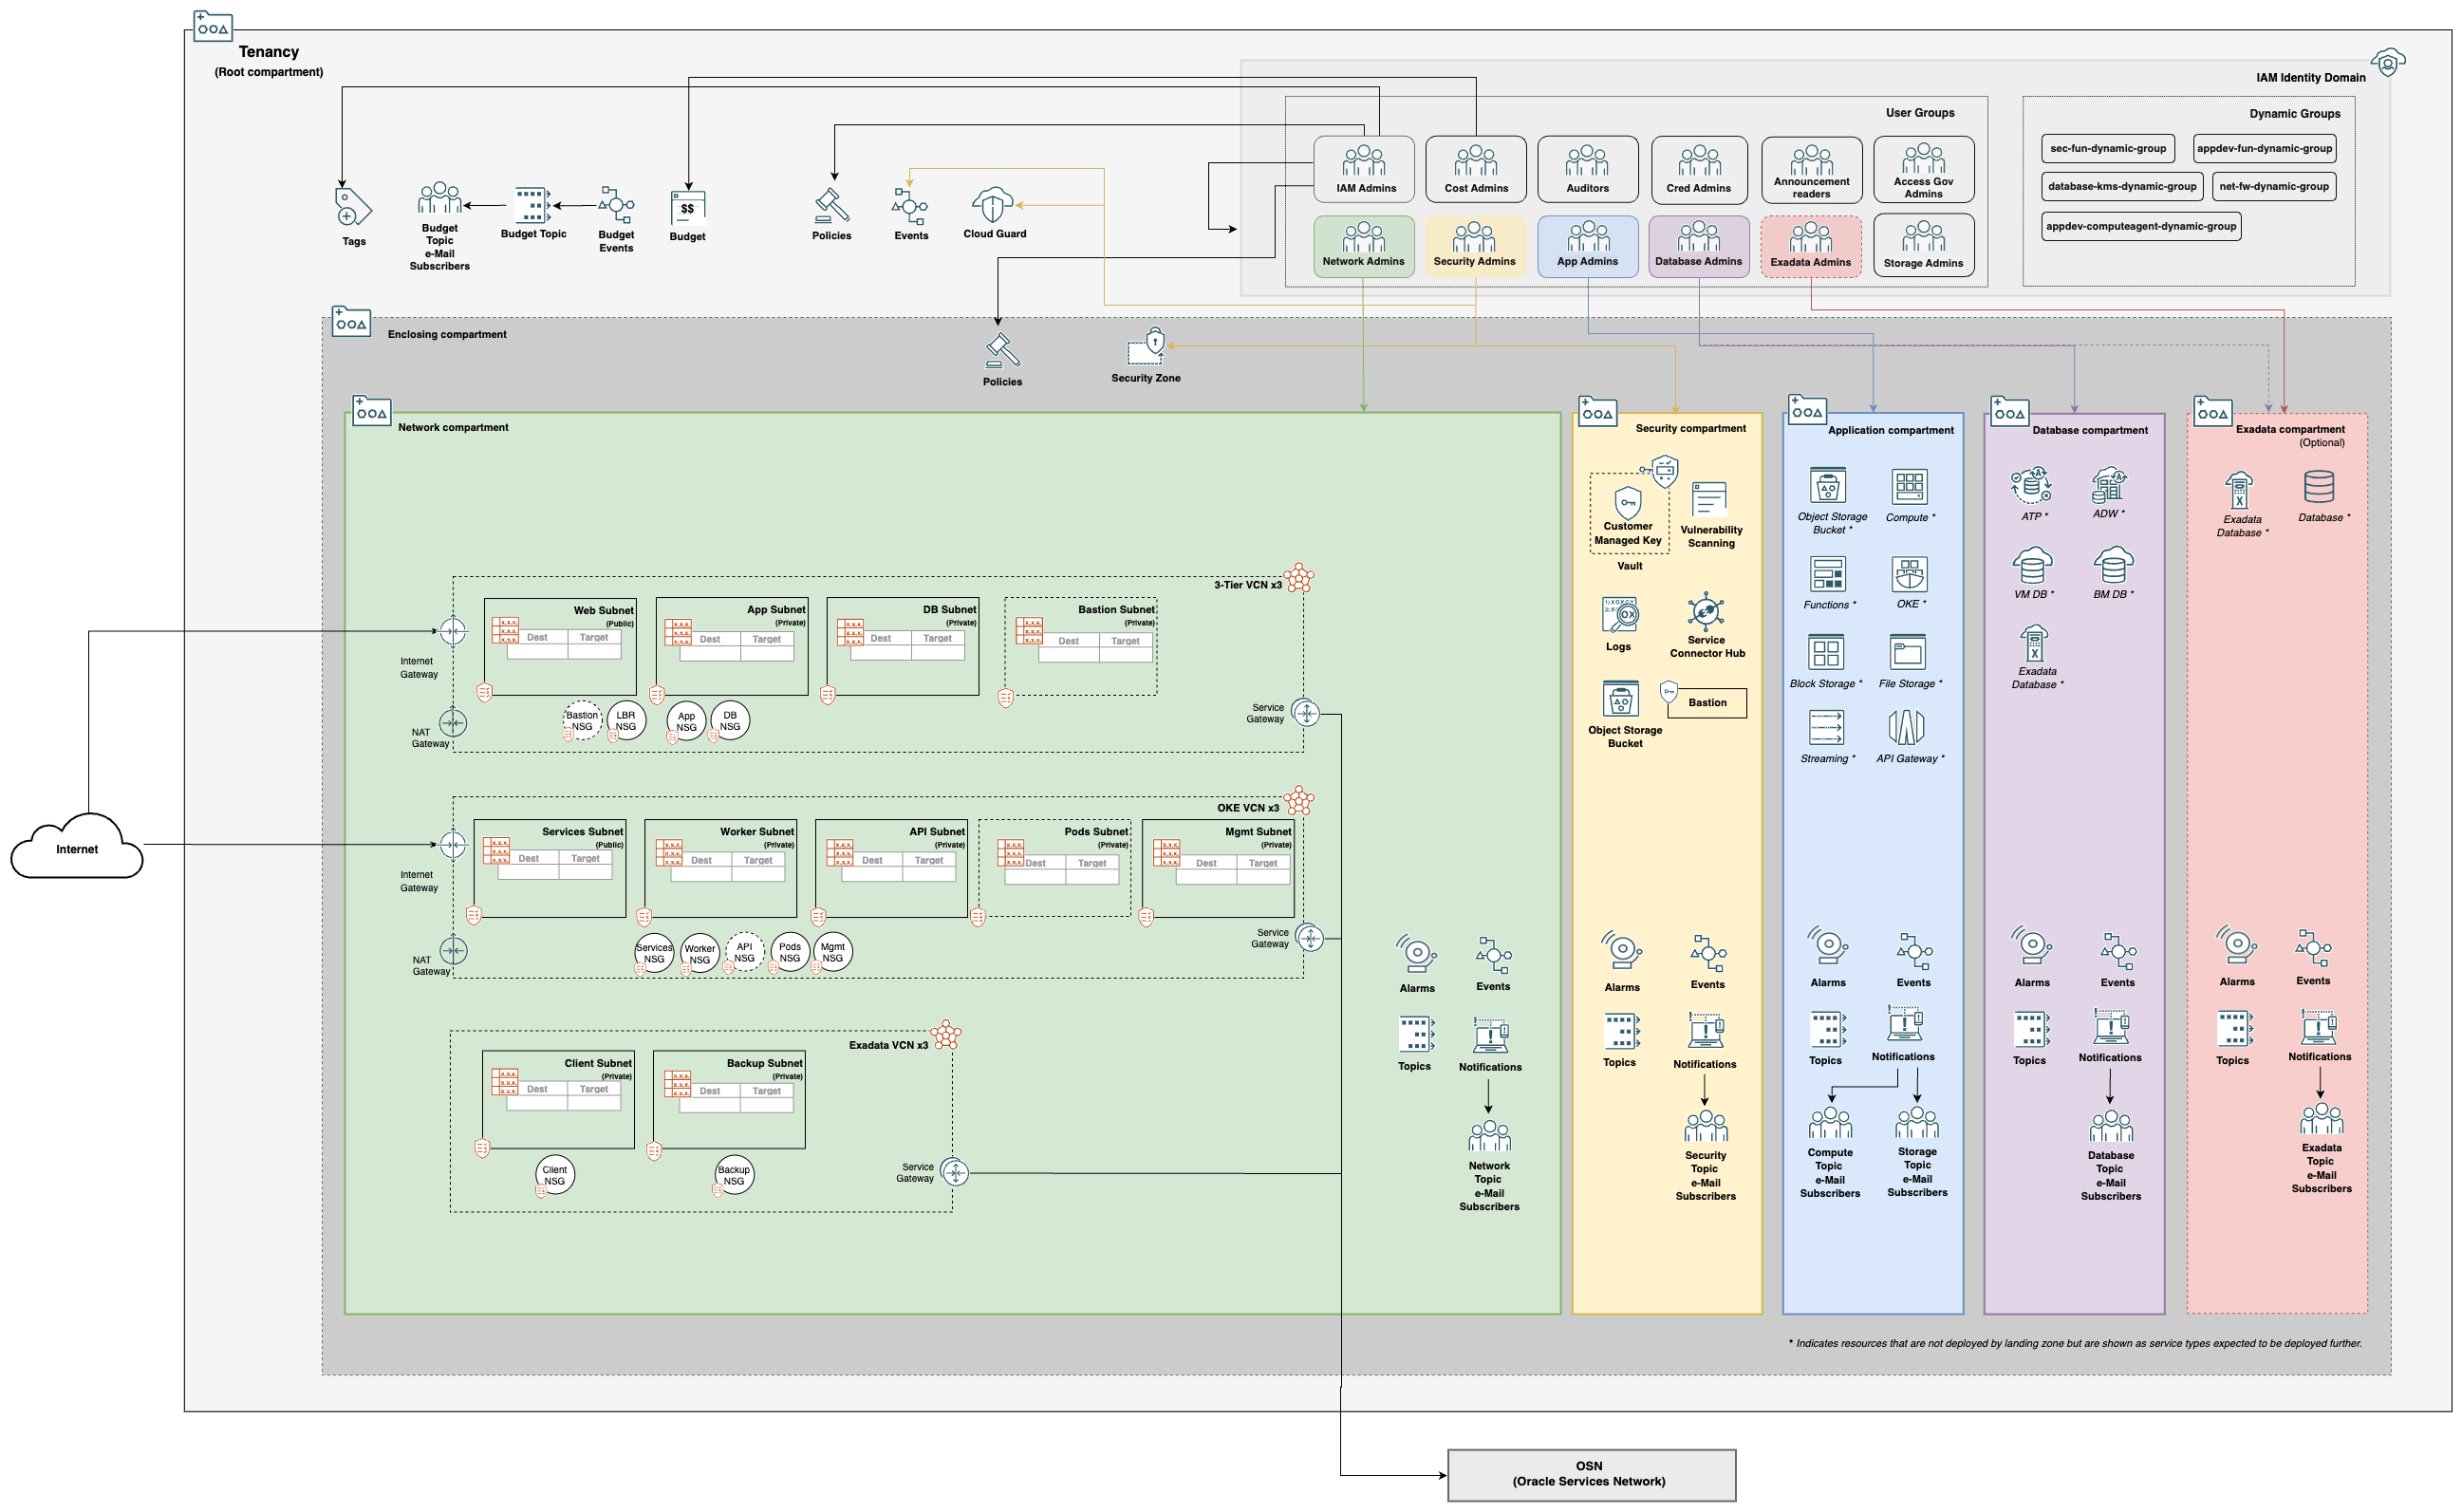 Tenancy
(Root compartment)
IAM Identity Domain
User Groups
IAM Admins
Cost Admins
Auditors
Cred Admins
Announcement
readers
Access Gov
Admins
Network Admins
Security Admins
App Admins
Database Admins
Exadata Admins
Storage Admins
Dynamic Groups
sec-fun-dynamic-group
appdev-fun-dynamic-group
database-kms-dynamic-group
net-fw-dynamic-group
appdev-computeagent-dynamic-group
Tags
Budget
Topic
e-Mail
Subscribers
Budget Topic
Budget
Events
$$
Budget
Policies
Events
Cloud Guard
Enclosing compartment
Policies
Security Zone
Network compartment
3-Tier VCN x3
Internet
Gateway
Web Subnet
(Public)
Dest
Target
App Subnet
(Private)
Dest
Target
DB Subnet
(Private)
Dest
Target
Bastion Subnet
(Private)
Dest
Target
NAT
Gateway
Bastion
NSG
LBR
NSG
App
NSG
DB
NSG
Service
Gateway
Internet
OKE VCN x3
Internet
Gateway
Services Subnet
(Public)
Dest
Target
Worker Subnet
(Private)
Dest
Target
API Subnet
(Private)
Dest
Target
Pods Subnet
(Private)
Dest
Target
Mgmt Subnet
(Private)
Dest
Target
NAT
Gateway
Services
NSG
Worker
NSG
API
NSG
Pods
NSG
Mgmt
NSG
Service
Gateway
Exadata VCN x3
Client Subnet
(Private)
Dest
Target
Backup Subnet
(Private)
Dest
Target
Client
NSG
Backup
NSG
Service
Gateway
Alarms
Events
Topics
Notifications
Network
Topic
e-Mail
Subscribers
Security compartment
Customer
Managed Key
Vault
Vulnerability
Scanning
Logs
Service
Connector Hub
Object Storage
Bucket
Bastion
Alarms
Events
Topics
Notifications
Security
Topic
e-Mail
Subscribers
Application compartment
Object Storage
Bucket *
Compute *
Functions *
OKE *
Block Storage *
File Storage *
Streaming *
API Gateway *
Alarms
Events
Topics
Notifications
Compute
Topic
e-Mail
Subscribers
Storage
Topic
e-Mail
Subscribers
Database compartment
ATP *
ADW *
VM DB *
BM DB *
Exadata
Database *
Alarms
Events
Topics
Notifications
Database
Topic
e-Mail
Subscribers
Exadata compartment
(Optional)
Exadata
Database *
Database *
Alarms
Events
Topics
Notifications
Exadata
Topic
e-Mail
Subscribers
* Indicates resources that are not deployed by landing zone but are shown as service types expected to be deployed further.
OSN
(Oracle Services Network)